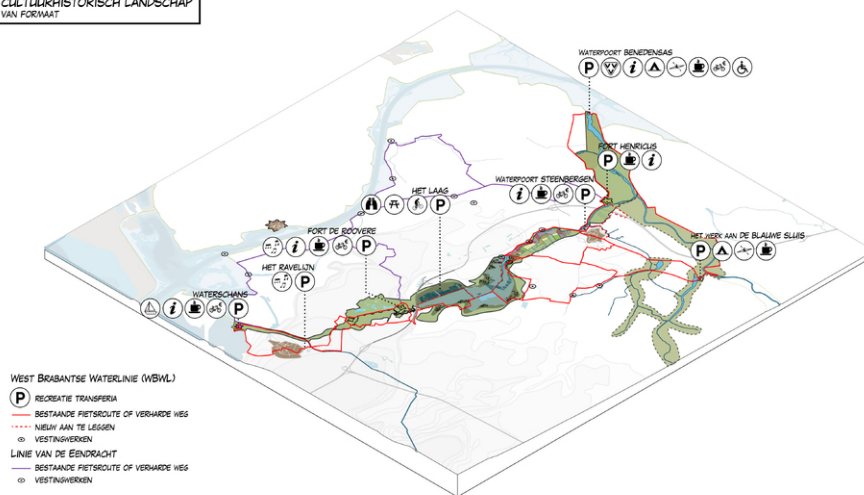 CULTUURHISTORISCH LANDSCHAP
VAN FORMAAT
WATERPOORT BENEDENSAS
P i
FORT HENRICUS
P i
WATERPOORT STEENBERGEN
i P
HET LAAG
P
HET WERK AAN DE BLAUWE SLUIS
P
FORT DE ROOVERE
i P
HET RAVELIJN
P
WATERSCHANS
i P
WEST BRABANTSE WATERLINIE (WBWL)
P RECREATIE TRANSFERIA
BESTAANDE FIETSROUTE OF VERHARDE WEG
NIEUW AAN TE LEGGEN
VESTINGWERKEN
LINIE VAN DE EENDRACHT
BESTAANDE FIETSROUTE OF VERHARDE WEG
VESTINGWERKEN